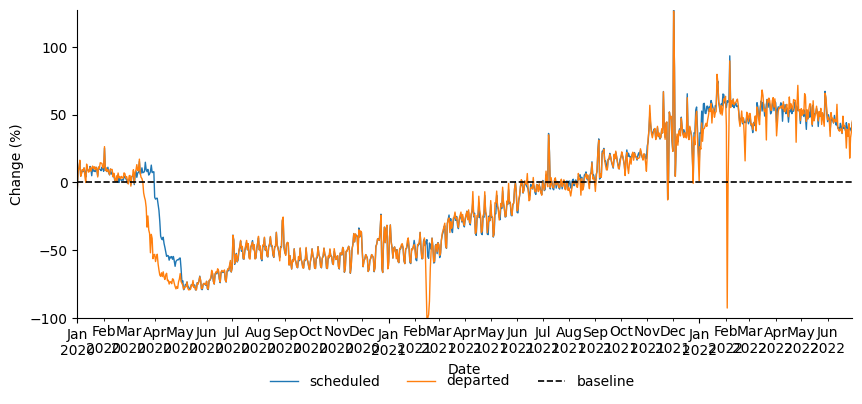 Change (%)
100
50
0
−50
−100
Jan Feb Mar Apr May Jun Jul Aug Sep Oct Nov Dec Jan Feb Mar Apr May Jun Jul Aug Sep Oct Nov Dec Jan Feb Mar Apr May Jun
2020 2020 2020 2020 2020 2020 2020 2020 2020 2020 2020 2020 2021 2021 2021 2021 2021 2021 2021 2021 2021 2021 2021 2021 2022 2022 2022 2022 2022 2022
Date
scheduled departed baseline